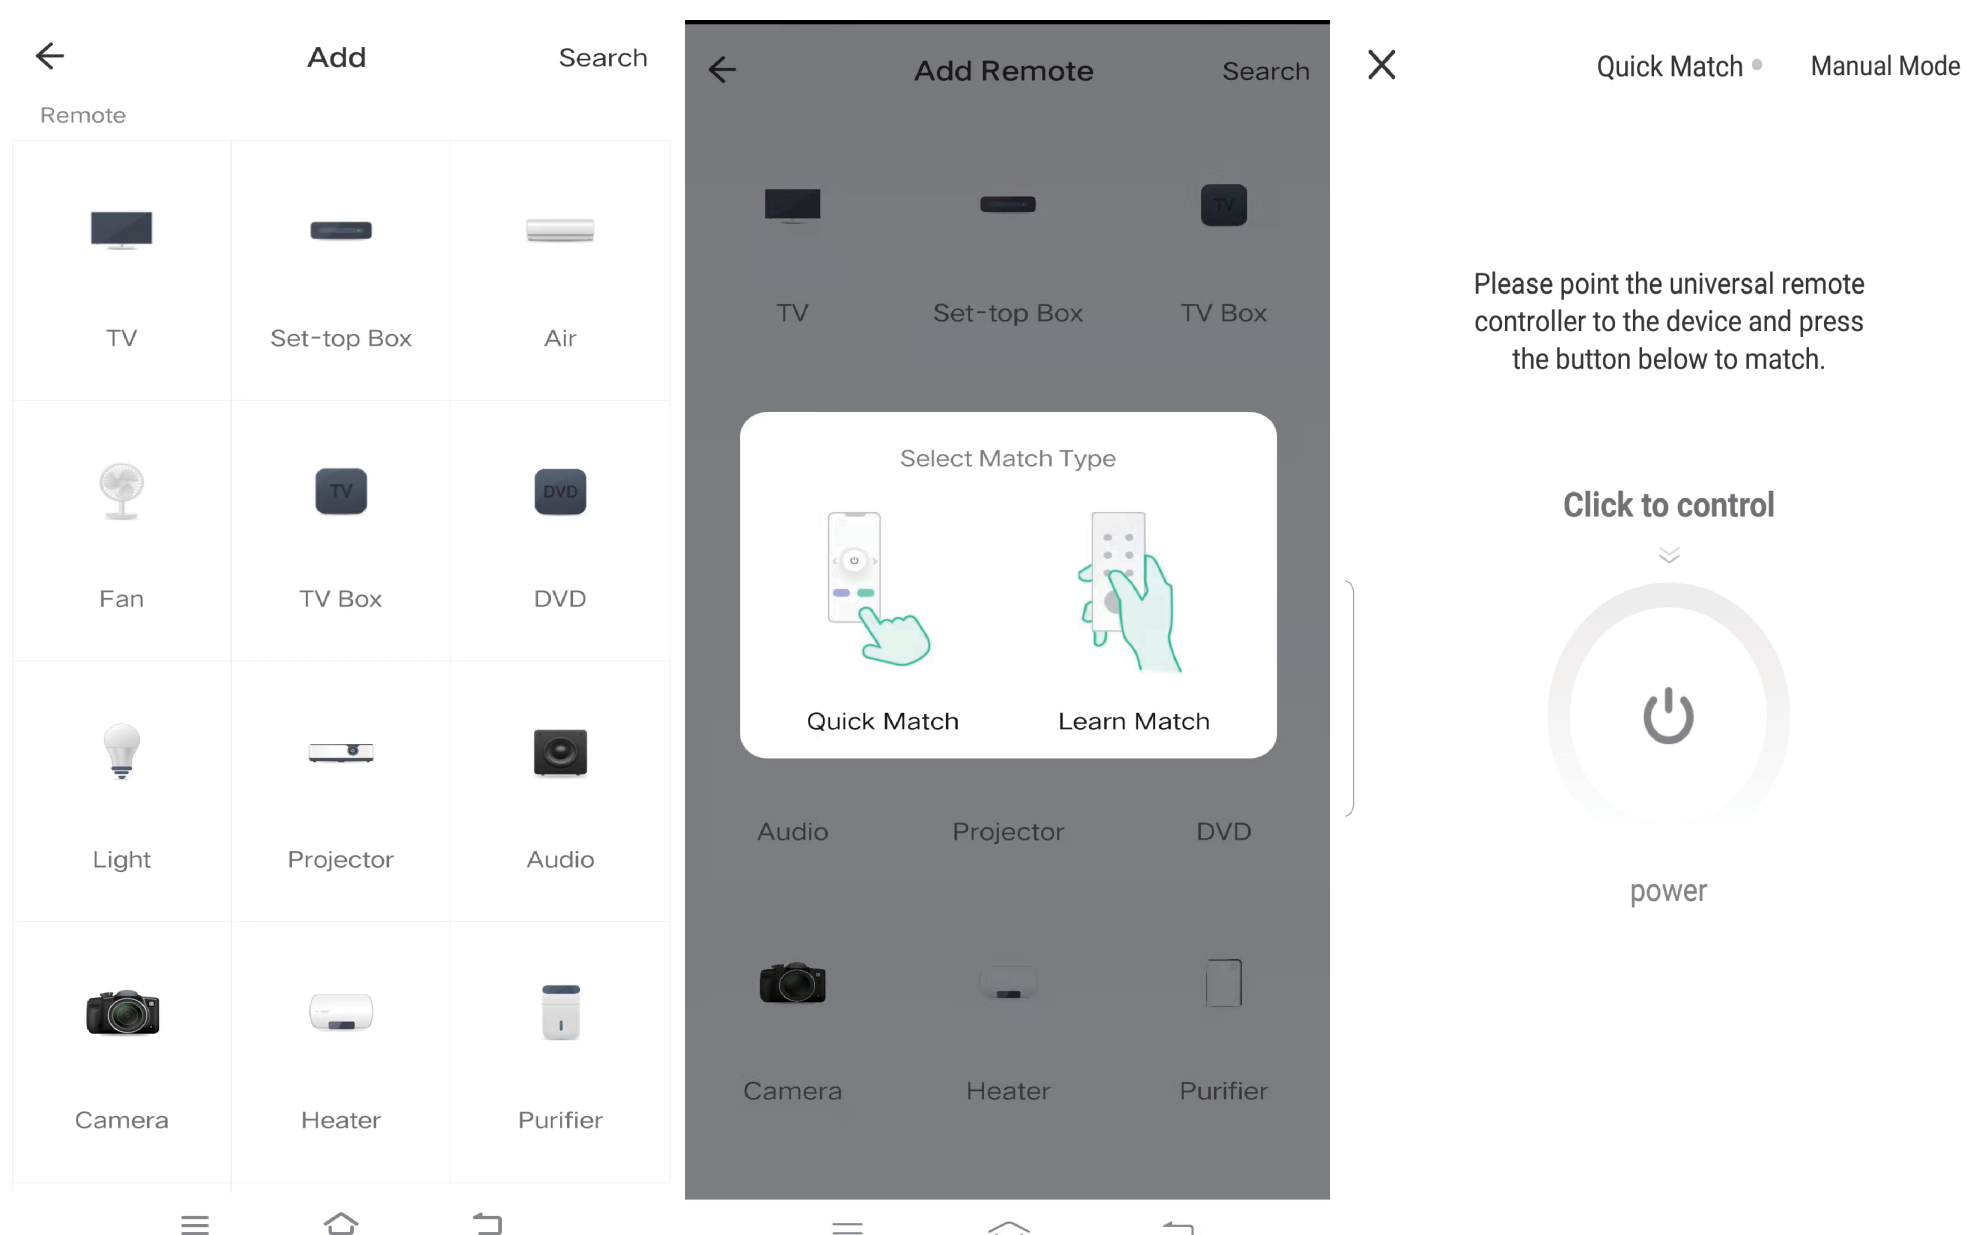 Add
Search
Remote
TV
Set-top Box
Air
TV
DVD
Fan
TV Box
DVD
Light
Projector
Audio
Camera
Heater
Purifier
Add Remote
Search
TV
TV
Set-top Box
TV Box
Select Match Type
Quick Match
Learn Match
Audio
Projector
DVD
Camera
Heater
Purifier
Quick Match
Manual Mode
Please point the universal remote
controller to the device and press
the button below to match.
Click to control
power